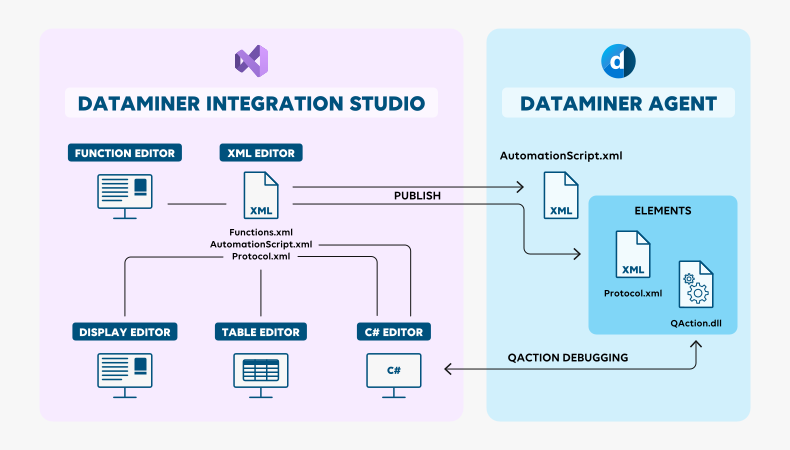 d
DATAMINER INTEGRATION STUDIO
DATAMINER AGENT
FUNCTION EDITOR
XML EDITOR
AutomationScript.xml
XML
PUBLISH
XML
ELEMENTS
Functions.xml
AutomationScript.xml
Protocol.xml
XML
Protocol.xml
QAction.dll
DISPLAY EDITOR
TABLE EDITOR
C# EDITOR
C#
QACTION DEBUGGING